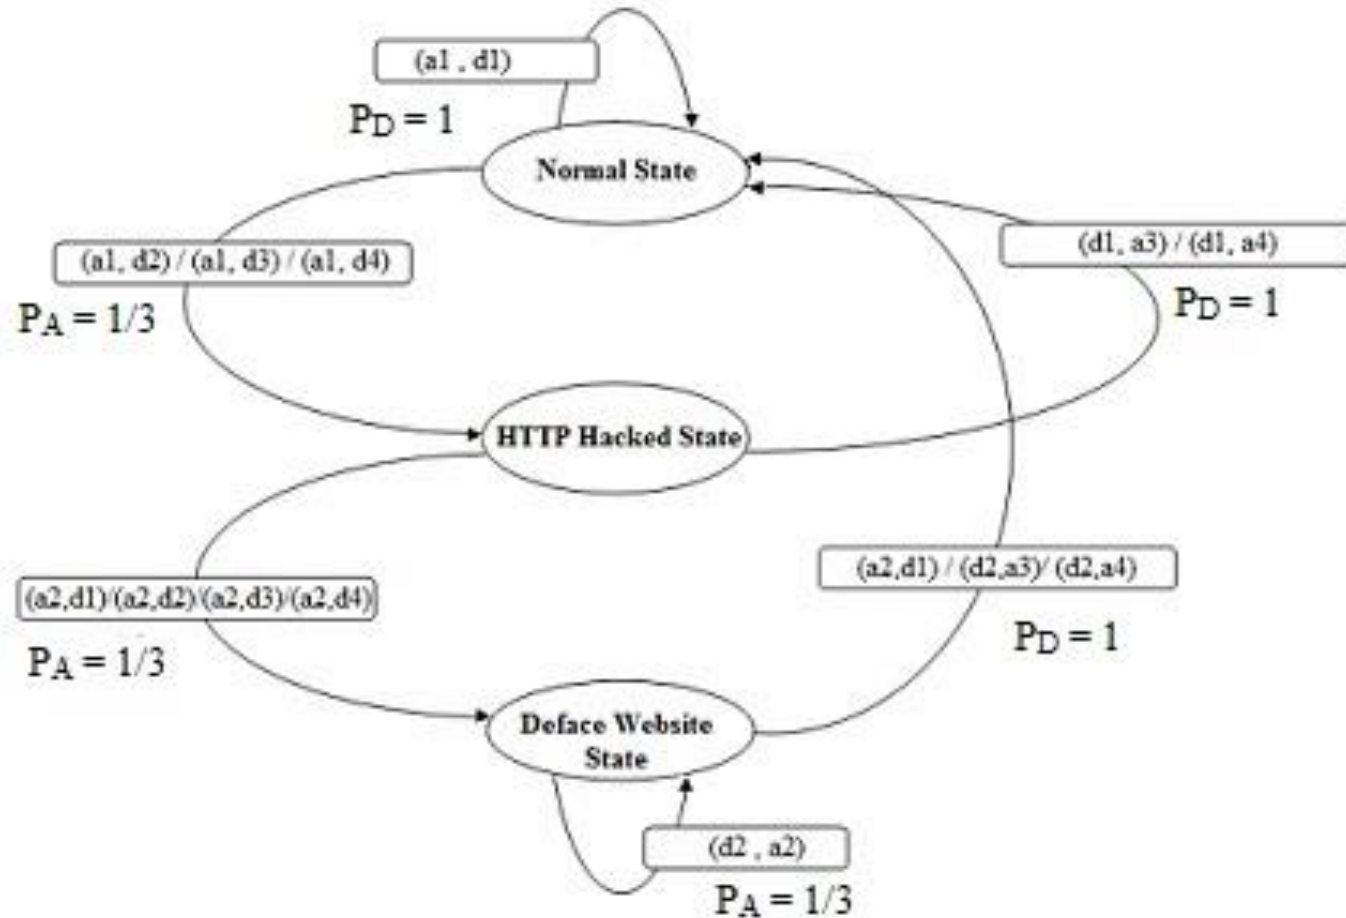 (a1 , d1)
PD = 1
Normal State
(a1, d2) / (a1, d3) / (a1, d4)
(d1, a3) / (d1, a4)
PA = 1/3
PD = 1
HTTP Hacked State
(a2,d1)/(a2,d2)/(a2,d3)/(a2,d4)
(a2,d1) / (d2,a3)/ (d2,a4)
PA = 1/3
PD = 1
Deface Website
State
(d2 , a2)
PA = 1/3